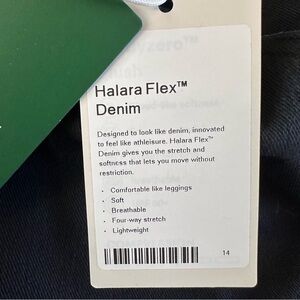 Halara Flex™
Denim
Designed to look like denim, innovated
to feel like athleisure. Halara Flex™
Denim gives you the stretch and
softness that lets you move without
restriction.
• Comfortable like leggings
• Soft
• Breathable
• Four-way stretch
• Lightweight
14